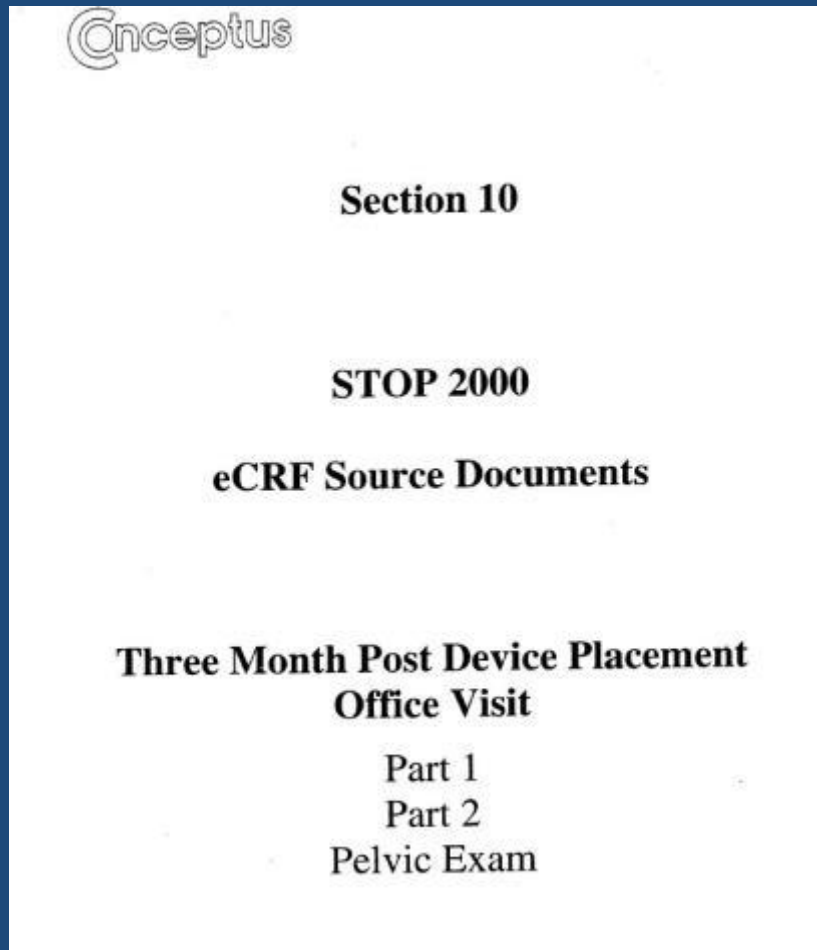 Conceptus
Section 10
STOP 2000
eCRF Source Documents
Three Month Post Device Placement
Office Visit
Part 1
Part 2
Pelvic Exam